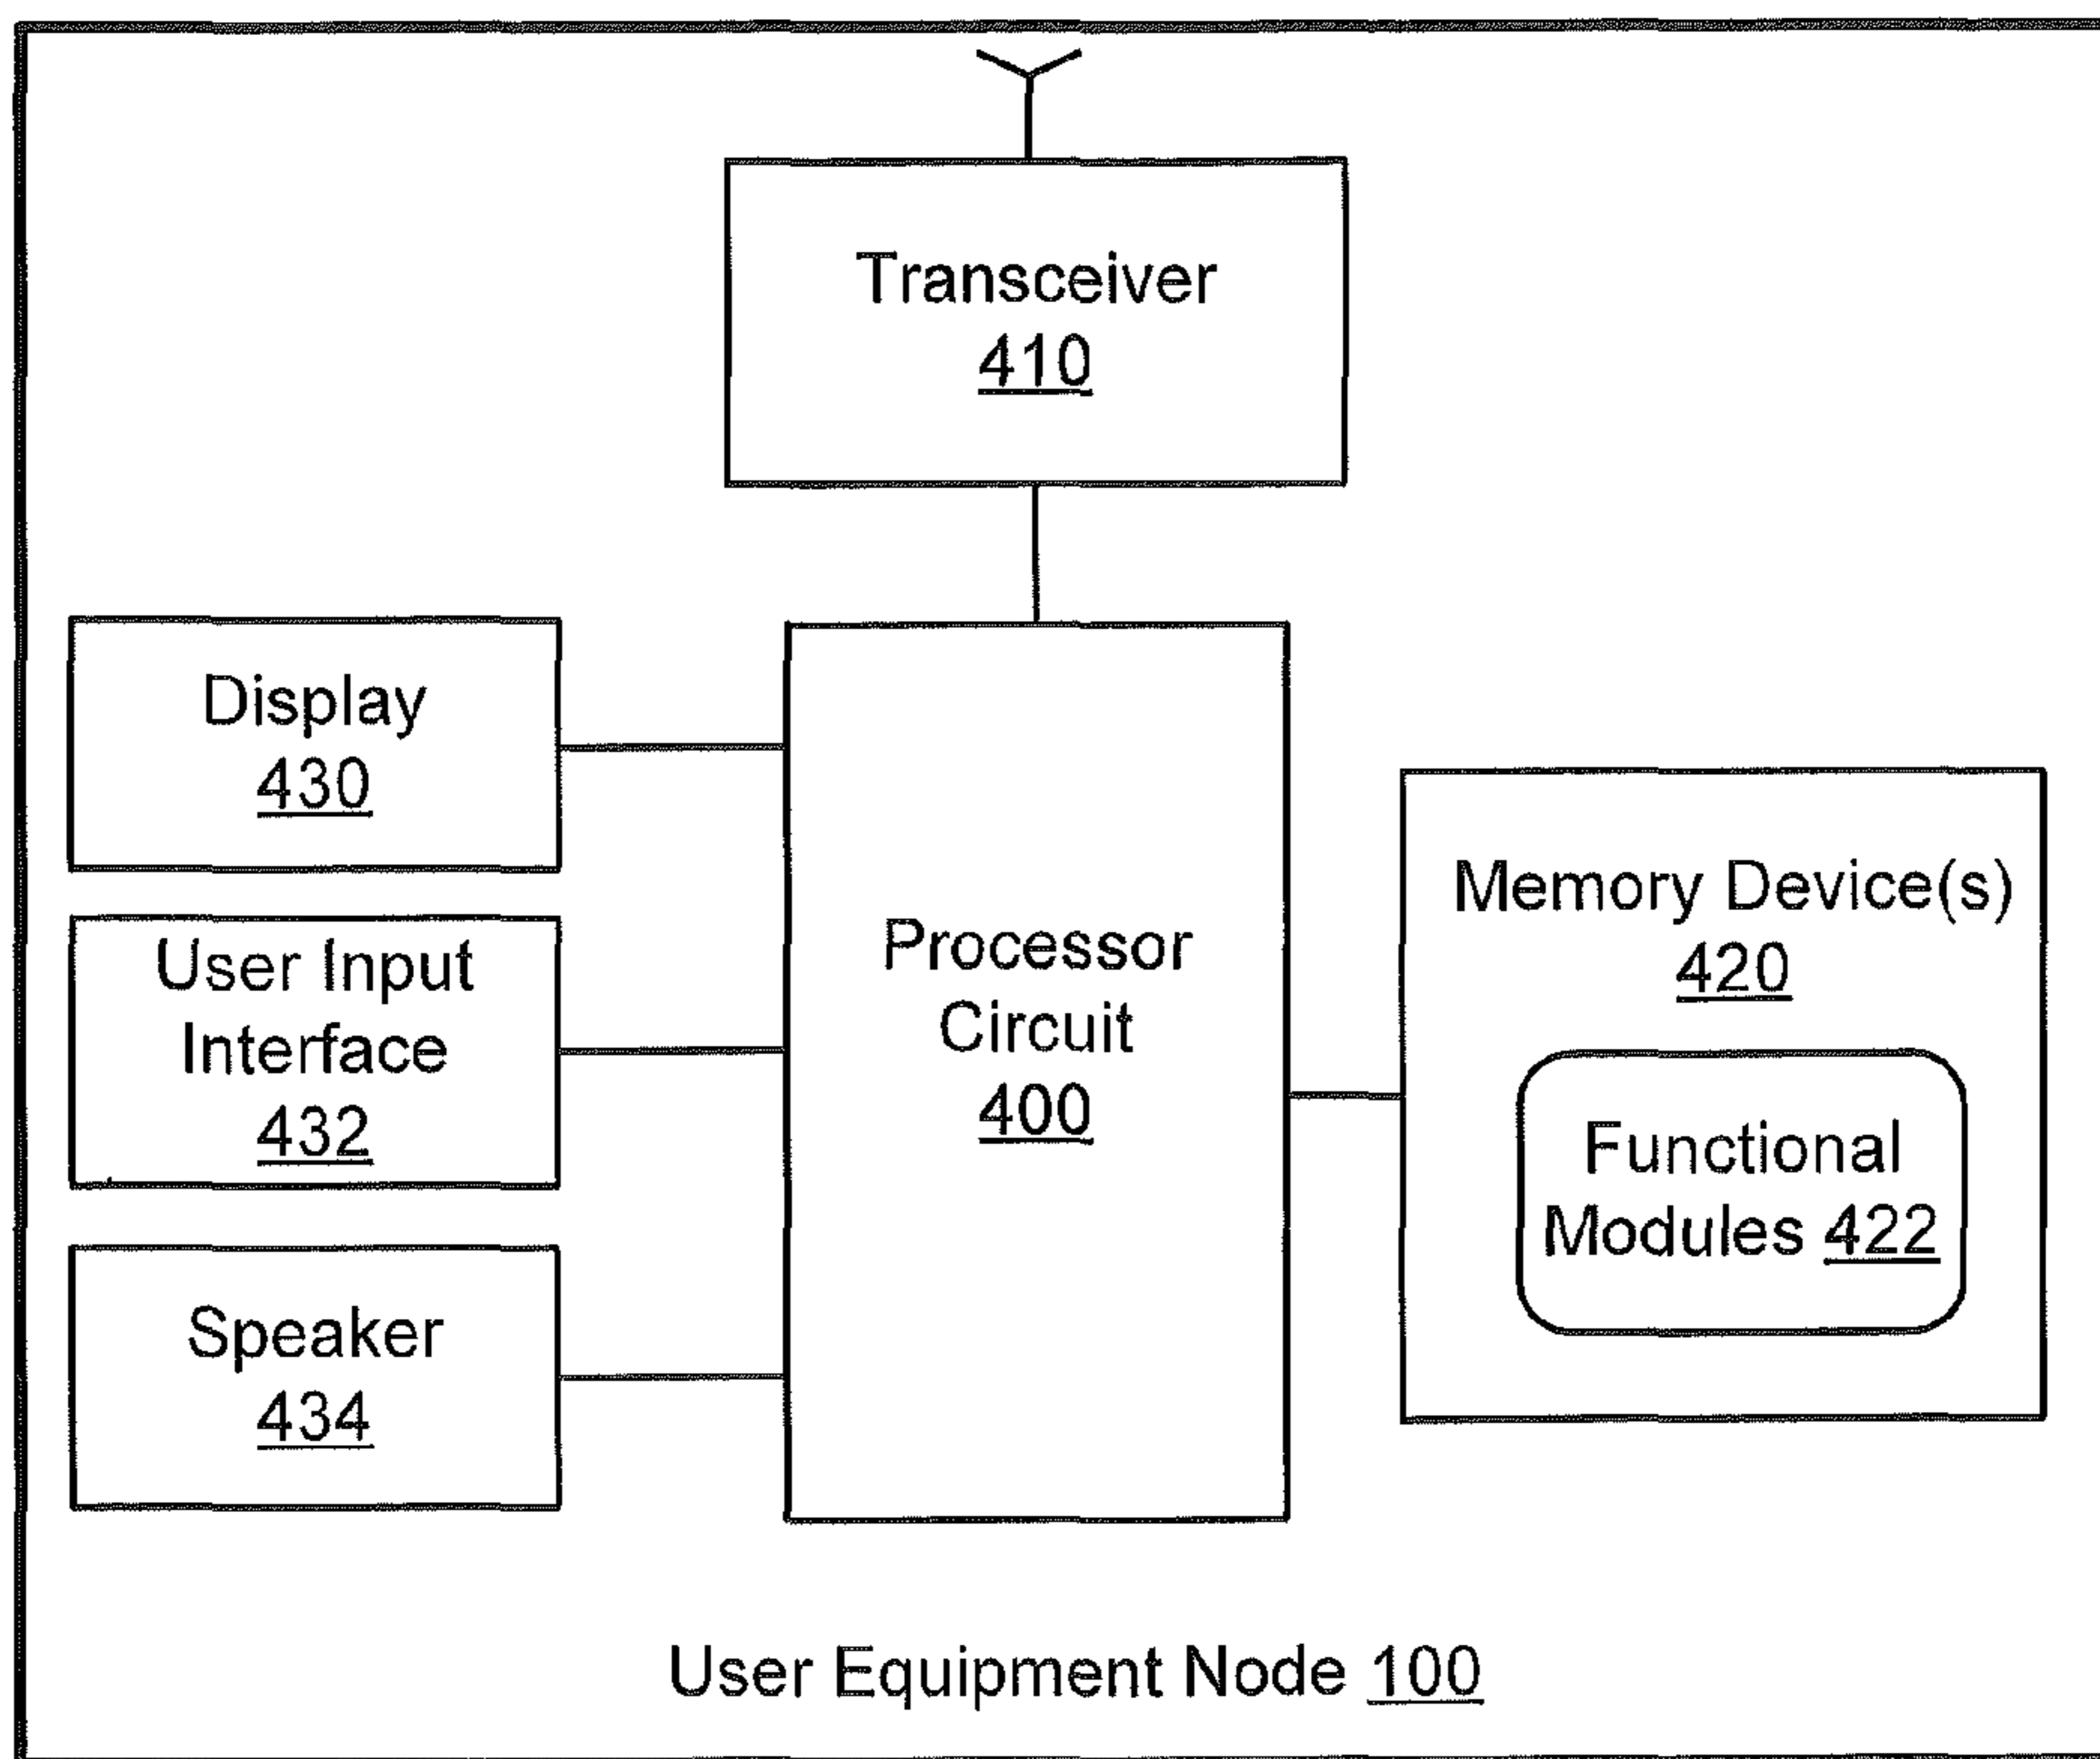 Transceiver
410
Display
430
User Input
Interface
432
Speaker
434
Processor
Circuit
400
Memory Device(s)
420
Functional
Modules 422
User Equipment Node 100